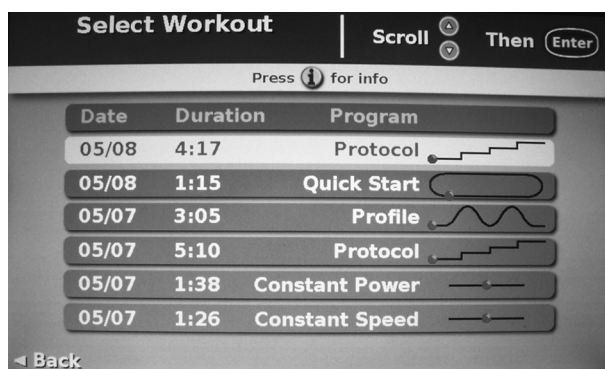 Select Workout
Scroll Then Enter
Press i for info
Date Duration Program
05/08 4:17 Protocol
05/08 1:15 Quick Start
05/07 3:05 Profile
05/07 5:10 Protocol
05/07 1:38 Constant Power
05/07 1:26 Constant Speed
Back